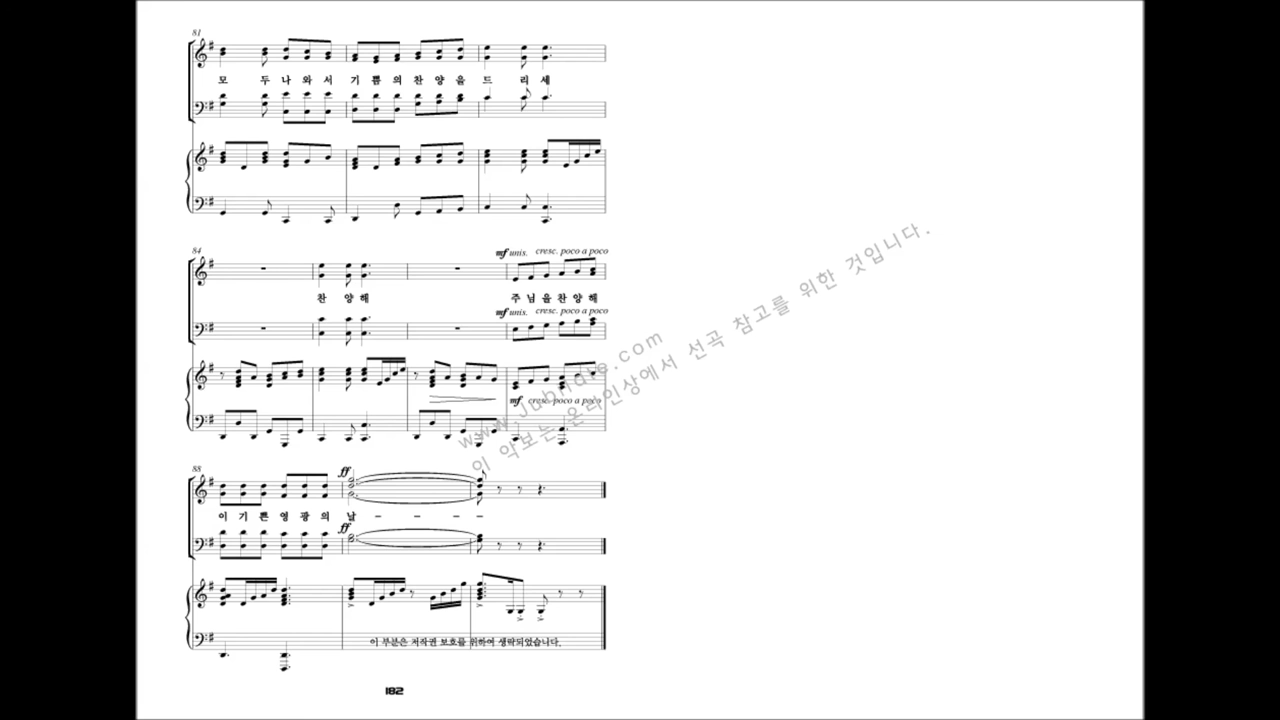 81
모 두 나 와 서 기 쁨 의 찬 양 을 드 리 세
84
mf unis. cresc. poco a poco
찬 양 해 주 님 을 찬 양 해
mf unis. cresc. poco a poco
mf cresc. poco a poco
88
ff
이 기 쁜 영 광 의 날 - - - -
ff
이 부분은 저작권 보호를 위하여 생략되었습니다.
182
www.Jubnote.com
이 악보는 온라인상에서 선곡 참고를 위한 것입니다.